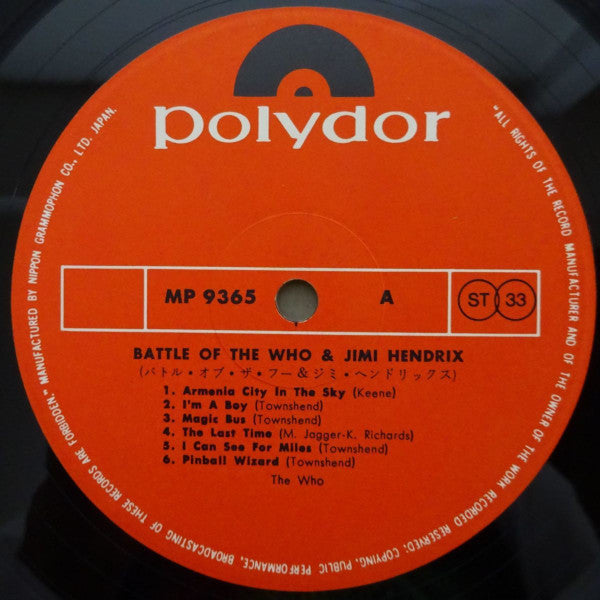 polydor
MP 9365
A
ST 33
BATTLE OF THE WHO & JIMI HENDRIX
(バトル・オブ・ザ・フー&ジミ・ヘンドリックス)
1. Armenia City In The Sky (Keene)
2. I'm A Boy (Townshend)
3. Magic Bus (Townshend)
4. The Last Time (M. Jagger-K. Richards)
5. I Can See For Miles (Townshend)
6. Pinball Wizard (Townshend)
The Who
"ALL RIGHTS OF THE RECORD MANUFACTURER AND OF THE OWNER OF THE WORK RECORDED RESERVED; COPYING, PUBLIC PERFORMANCE, BROADCASTING OF THESE RECORDS ARE FORBIDDEN." MANUFACTURED BY NIPPON GRAMMOPHON CO., LTD. JAPAN.